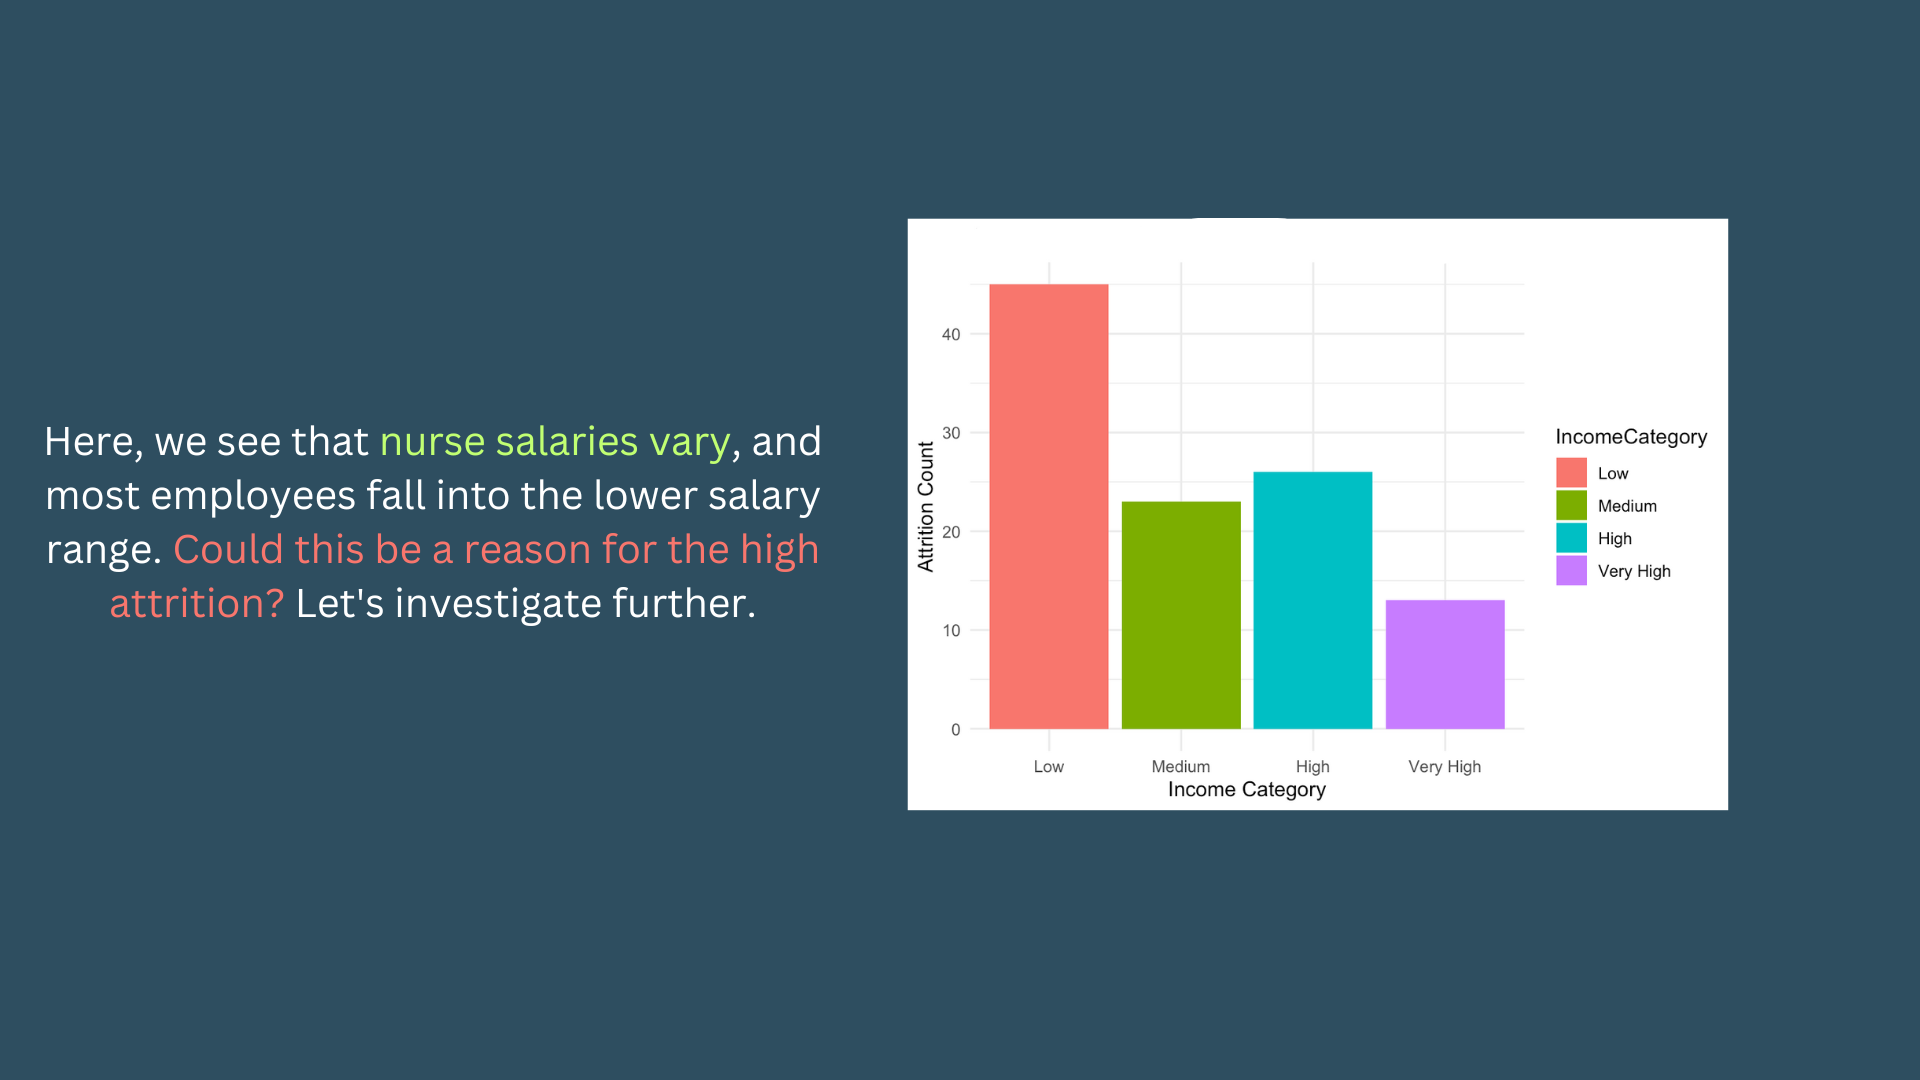 Here, we see that nurse salaries vary, and
most employees fall into the lower salary
range. Could this be a reason for the high
attrition? Let's investigate further.
Attrition Count
40
30
20
10
0
Low
Medium
High
Very High
Income Category
IncomeCategory
Low
Medium
High
Very High